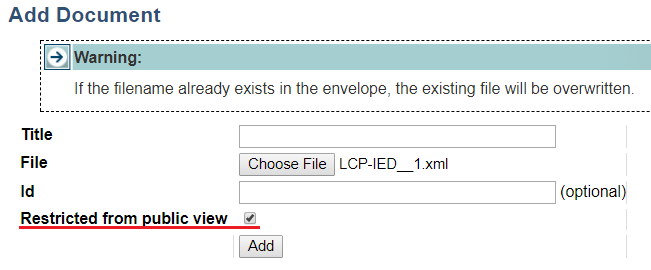 Add Document
Warning:
If the filename already exists in the envelope, the existing file will be overwritten.
Title
File Choose File LCP-IED__1.xml
Id (optional)
Restricted from public view
Add